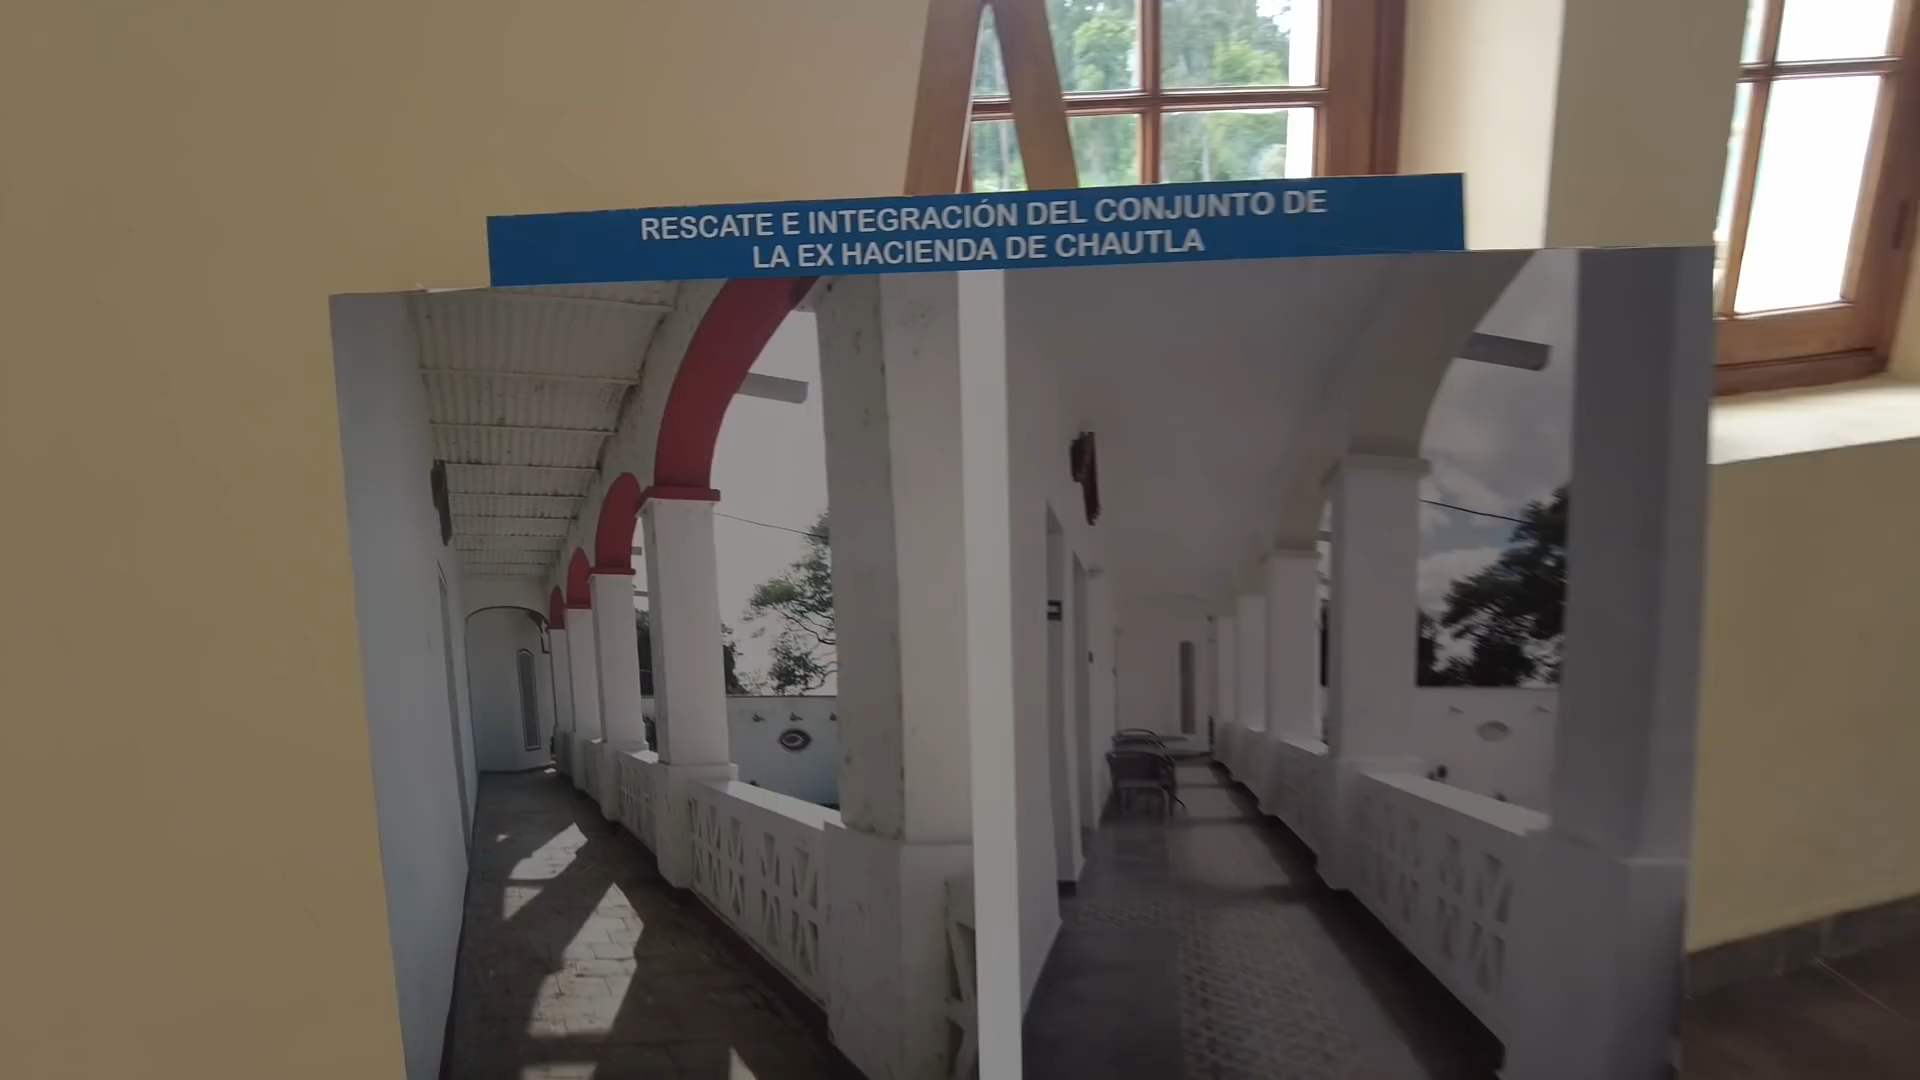 RESCATE E INTEGRACIÓN DEL CONJUNTO DE
LA EX HACIENDA DE CHAUTLA